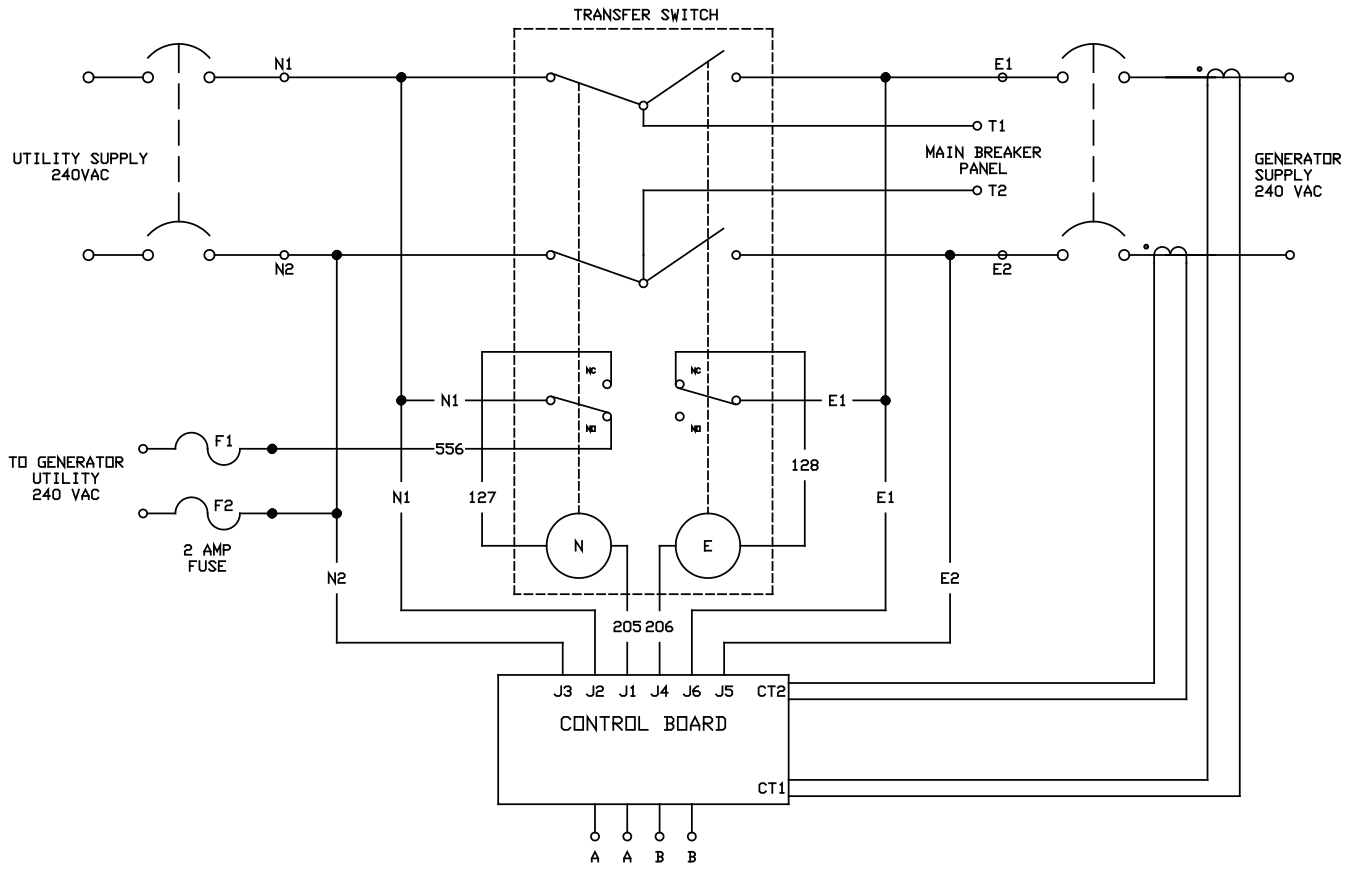 TRANSFER SWITCH
N1
E1
T1
UTILITY SUPPLY
240VAC
MAIN BREAKER
PANEL
GENERATOR
SUPPLY
240 VAC
T2
N2
E2
NC
NC
N1
E1
NO
NO
F1
556
TO GENERATOR
UTILITY
240 VAC
128
N1
127
E1
F2
2 AMP
FUSE
N
E
N2
E2
205
206
J3
J2
J1
J4
J6
J5
CT2
CONTROL BOARD
CT1
A
A
B
B